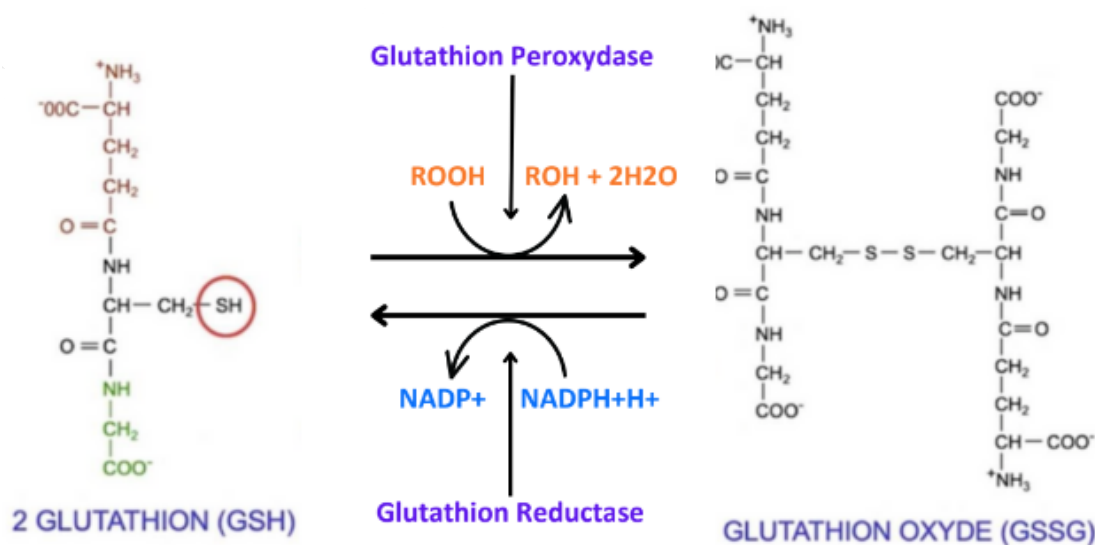 Glutathion Peroxydase
ROOH
ROH + 2H2O
NADP+
NADPH+H+
Glutathion Reductase
⁺NH₃
⁻OOC—CH
CH₂
CH₂
O=C
NH
CH—CH₂—SH
O=C
NH
CH₂
COO⁻
2 GLUTATHION (GSH)
⁺NH₃
OC—CH
CH₂
CH₂
O=C
NH
CH—CH₂—S—S—CH₂—CH
O=C
NH
CH₂
COO⁻
COO⁻
CH₂
NH
C=O
NH
C=O
CH₂
CH₂
CH—COO⁻
⁺NH₃
GLUTATHION OXYDE (GSSG)